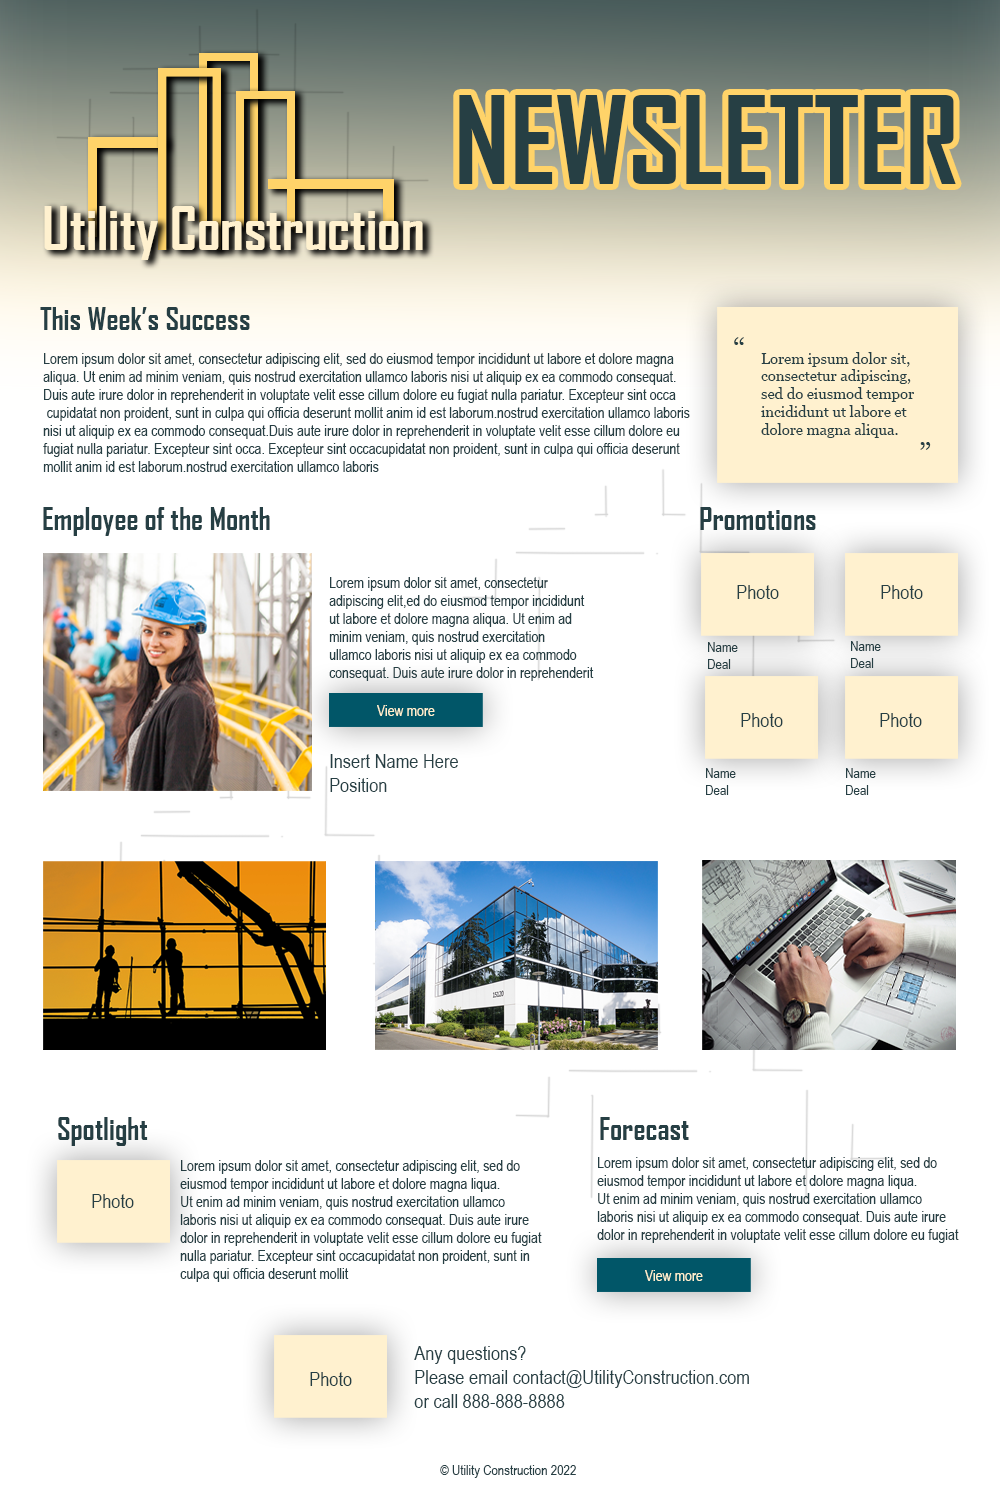 Utility Construction
NEWSLETTER
This Week's Success
Lorem ipsum dolor sit amet, consectetur adipiscing elit, sed do eiusmod tempor incididunt ut labore et dolore magna
aliqua. Ut enim ad minim veniam, quis nostrud exercitation ullamco laboris nisi ut aliquip ex ea commodo consequat.
Duis aute irure dolor in reprehenderit in voluptate velit esse cillum dolore eu fugiat nulla pariatur. Excepteur sint occa
cupidatat non proident, sunt in culpa qui officia deserunt mollit anim id est laborum.nostrud exercitation ullamco laboris
nisi ut aliquip ex ea commodo consequat.Duis aute irure dolor in reprehenderit in voluptate velit esse cillum dolore eu
fugiat nulla pariatur. Excepteur sint occa. Excepteur sint occacupidatat non proident, sunt in culpa qui officia deserunt
mollit anim id est laborum.nostrud exercitation ullamco laboris
“
Lorem ipsum dolor sit,
consectetur adipiscing,
sed do eiusmod tempor
incididunt ut labore et
dolore magna aliqua.
”
Employee of the Month
Lorem ipsum dolor sit amet, consectetur
adipiscing elit,ed do eiusmod tempor incididunt
ut labore et dolore magna aliqua. Ut enim ad
minim veniam, quis nostrud exercitation
ullamco laboris nisi ut aliquip ex ea commodo
consequat. Duis aute irure dolor in reprehenderit
View more
Insert Name Here
Position
Promotions
Photo
Name
Deal
Photo
Name
Deal
Photo
Name
Deal
Photo
Name
Deal
15120
Spotlight
Photo
Lorem ipsum dolor sit amet, consectetur adipiscing elit, sed do
eiusmod tempor incididunt ut labore et dolore magna liqua.
Ut enim ad minim veniam, quis nostrud exercitation ullamco
laboris nisi ut aliquip ex ea commodo consequat. Duis aute irure
dolor in reprehenderit in voluptate velit esse cillum dolore eu fugiat
nulla pariatur. Excepteur sint occacupidatat non proident, sunt in
culpa qui officia deserunt mollit
Forecast
Lorem ipsum dolor sit amet, consectetur adipiscing elit, sed do
eiusmod tempor incididunt ut labore et dolore magna liqua.
Ut enim ad minim veniam, quis nostrud exercitation ullamco
laboris nisi ut aliquip ex ea commodo consequat. Duis aute irure
dolor in reprehenderit in voluptate velit esse cillum dolore eu fugiat
View more
Photo
Any questions?
Please email contact@UtilityConstruction.com
or call 888-888-8888
© Utility Construction 2022